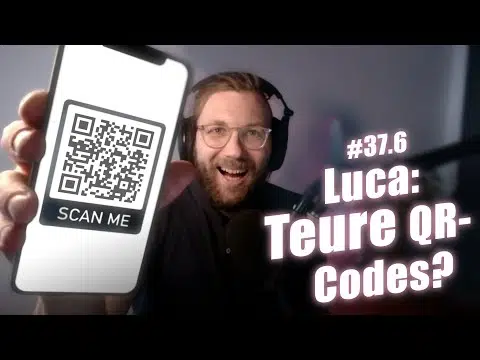 SCAN ME
#37.6
Luca:
Teure QR-
Codes?